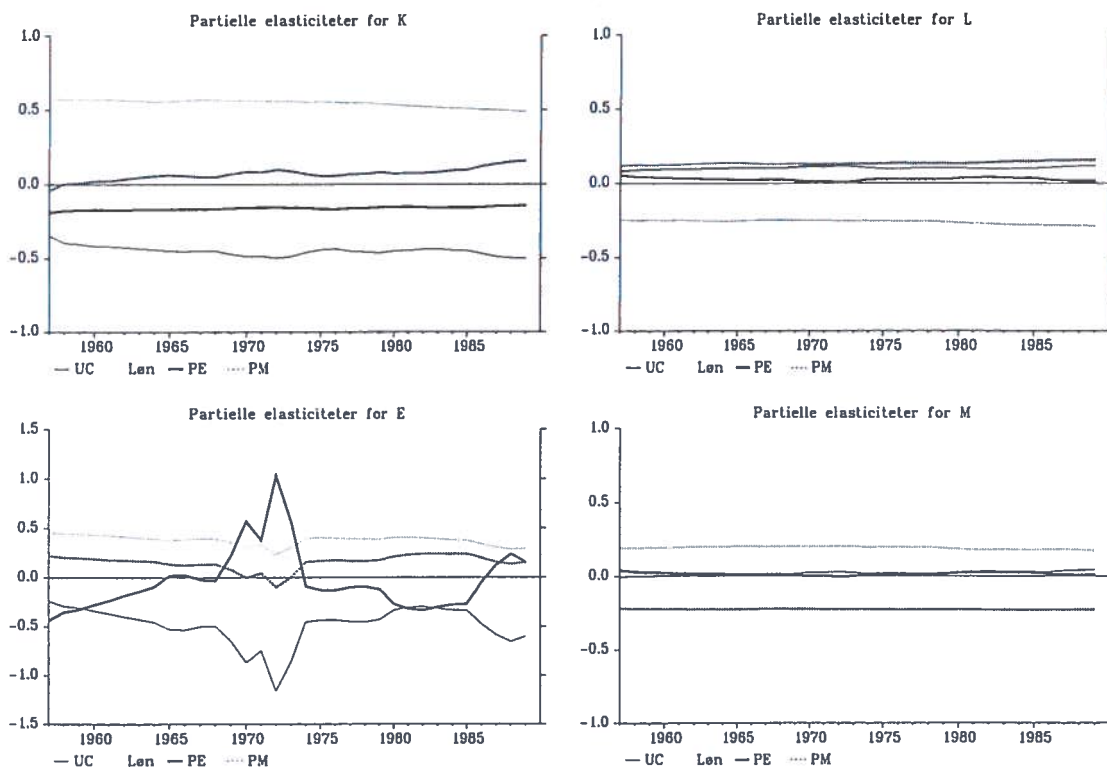 Partielle elasticiteter for K
1.0
0.5
0.0
-0.5
-1.0
1960 1965 1970 1975 1980 1985
UC Løn PE PM
Partielle elasticiteter for L
1.0
0.5
0.0
-0.5
-1.0
1960 1965 1970 1975 1980 1985
UC Løn PE PM
Partielle elasticiteter for E
1.5
1.0
0.5
0.0
-0.5
-1.0
-1.5
1960 1965 1970 1975 1980 1985
UC Løn PE PM
Partielle elasticiteter for M
1.0
0.5
0.0
-0.5
-1.0
1960 1965 1970 1975 1980 1985
UC Løn PE PM